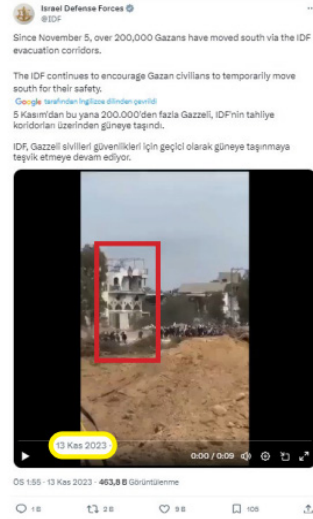 Israel Defense Forces
@IDF
Since November 5, over 200,000 Gazans have moved south via the IDF
evacuation corridors.
The IDF continues to encourage Gazan civilians to temporarily move
south for their safety.
Google tarafından İngilizce dilinden çevrildi
5 Kasım'dan bu yana 200.000'den fazla Gazzeli, IDF'nin tahliye
koridorları üzerinden güneye taşındı.
IDF, Gazzeli sivilleri güvenlikleri için geçici olarak güneye taşınmaya
teşvik etmeye devam ediyor.
13 Kas 2023 ·
0:00 / 0:09
ÖS 1:55 · 13 Kas 2023 · 463,8 B Görüntülenme
1 B 2 B 9 B 105